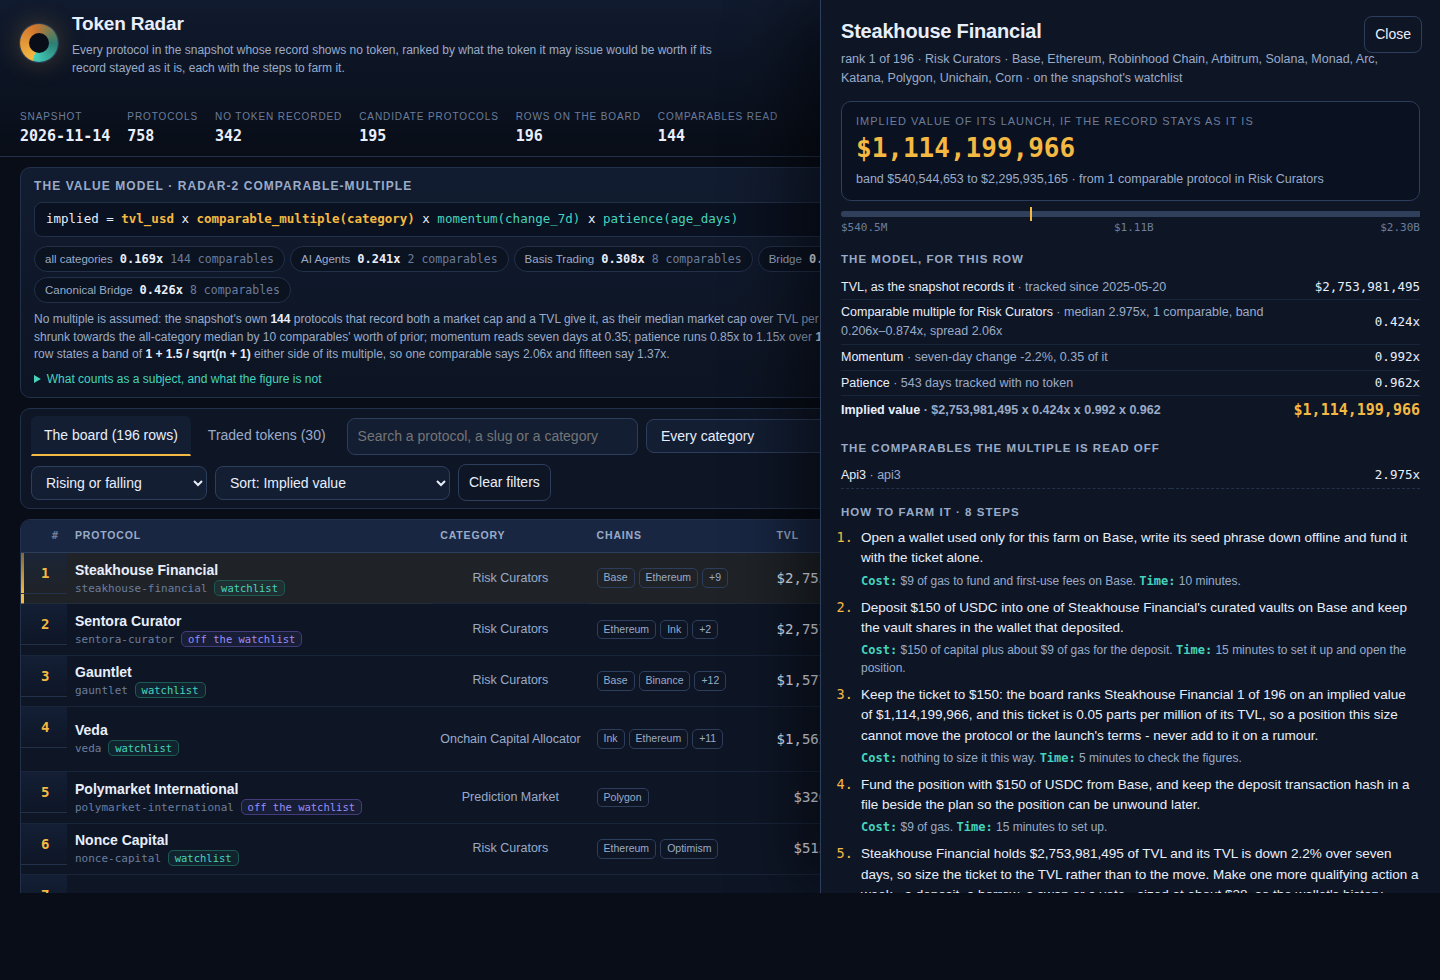 Token Radar
Every protocol in the snapshot whose record shows no token, ranked by what the token it may issue would be worth if its
record stayed as it is, each with the steps to farm it.
SNAPSHOT PROTOCOLS NO TOKEN RECORDED CANDIDATE PROTOCOLS ROWS ON THE BOARD COMPARABLES READ
2026-11-14 758 342 195 196 144
THE VALUE MODEL · RADAR-2 COMPARABLE-MULTIPLE
implied = tvl_usd x comparable_multiple(category) x momentum(change_7d) x patience(age_days)
all categories 0.169x 144 comparables AI Agents 0.241x 2 comparables Basis Trading 0.308x 8 comparables Bridge 0.
Canonical Bridge 0.426x 8 comparables
No multiple is assumed: the snapshot's own 144 protocols that record both a market cap and a TVL give it, as their median market cap over TVL per
shrunk towards the all-category median by 10 comparables' worth of prior; momentum reads seven days at 0.35; patience runs 0.85x to 1.15x over 1
row states a band of 1 + 1.5 / sqrt(n + 1) either side of its multiple, so one comparable says 2.06x and fifteen say 1.37x.
What counts as a subject, and what the figure is not
The board (196 rows) Traded tokens (30) Search a protocol, a slug or a category Every category
Rising or falling Sort: Implied value Clear filters
# PROTOCOL CATEGORY CHAINS TVL
1 Steakhouse Financial Risk Curators Base Ethereum +9 $2,75
steakhouse-financial watchlist
2 Sentora Curator Risk Curators Ethereum Ink +2 $2,75
sentora-curator off the watchlist
3 Gauntlet Risk Curators Base Binance +12 $1,57
gauntlet watchlist
4 Veda Onchain Capital Allocator Ink Ethereum +11 $1,56
veda watchlist
5 Polymarket International Prediction Market Polygon $32
polymarket-international off the watchlist
6 Nonce Capital Risk Curators Ethereum Optimism $51
nonce-capital watchlist
Steakhouse Financial
Close
rank 1 of 196 · Risk Curators · Base, Ethereum, Robinhood Chain, Arbitrum, Solana, Monad, Arc,
Katana, Polygon, Unichain, Corn · on the snapshot's watchlist
IMPLIED VALUE OF ITS LAUNCH, IF THE RECORD STAYS AS IT IS
$1,114,199,966
band $540,544,653 to $2,295,935,165 · from 1 comparable protocol in Risk Curators
$540.5M $1.11B $2.30B
THE MODEL, FOR THIS ROW
TVL, as the snapshot records it · tracked since 2025-05-20 $2,753,981,495
Comparable multiple for Risk Curators · median 2.975x, 1 comparable, band
0.206x–0.874x, spread 2.06x 0.424x
Momentum · seven-day change -2.2%, 0.35 of it 0.992x
Patience · 543 days tracked with no token 0.962x
Implied value · $2,753,981,495 x 0.424x x 0.992 x 0.962 $1,114,199,966
THE COMPARABLES THE MULTIPLE IS READ OFF
Api3 · api3 2.975x
HOW TO FARM IT · 8 STEPS
1. Open a wallet used only for this farm on Base, write its seed phrase down offline and fund it
with the ticket alone.
Cost: $9 of gas to fund and first-use fees on Base. Time: 10 minutes.
2. Deposit $150 of USDC into one of Steakhouse Financial's curated vaults on Base and keep
the vault shares in the wallet that deposited.
Cost: $150 of capital plus about $9 of gas for the deposit. Time: 15 minutes to set it up and open the
position.
3. Keep the ticket to $150: the board ranks Steakhouse Financial 1 of 196 on an implied value
of $1,114,199,966, and this ticket is 0.05 parts per million of its TVL, so a position this size
cannot move the protocol or the launch's terms - never add to it on a rumour.
Cost: nothing to size it this way. Time: 5 minutes to check the figures.
4. Fund the position with $150 of USDC from Base, and keep the deposit transaction hash in a
file beside the plan so the position can be unwound later.
Cost: $9 of gas. Time: 15 minutes to set up.
5. Steakhouse Financial holds $2,753,981,495 of TVL and its TVL is down 2.2% over seven
days, so size the ticket to the TVL rather than to the move. Make one more qualifying action a